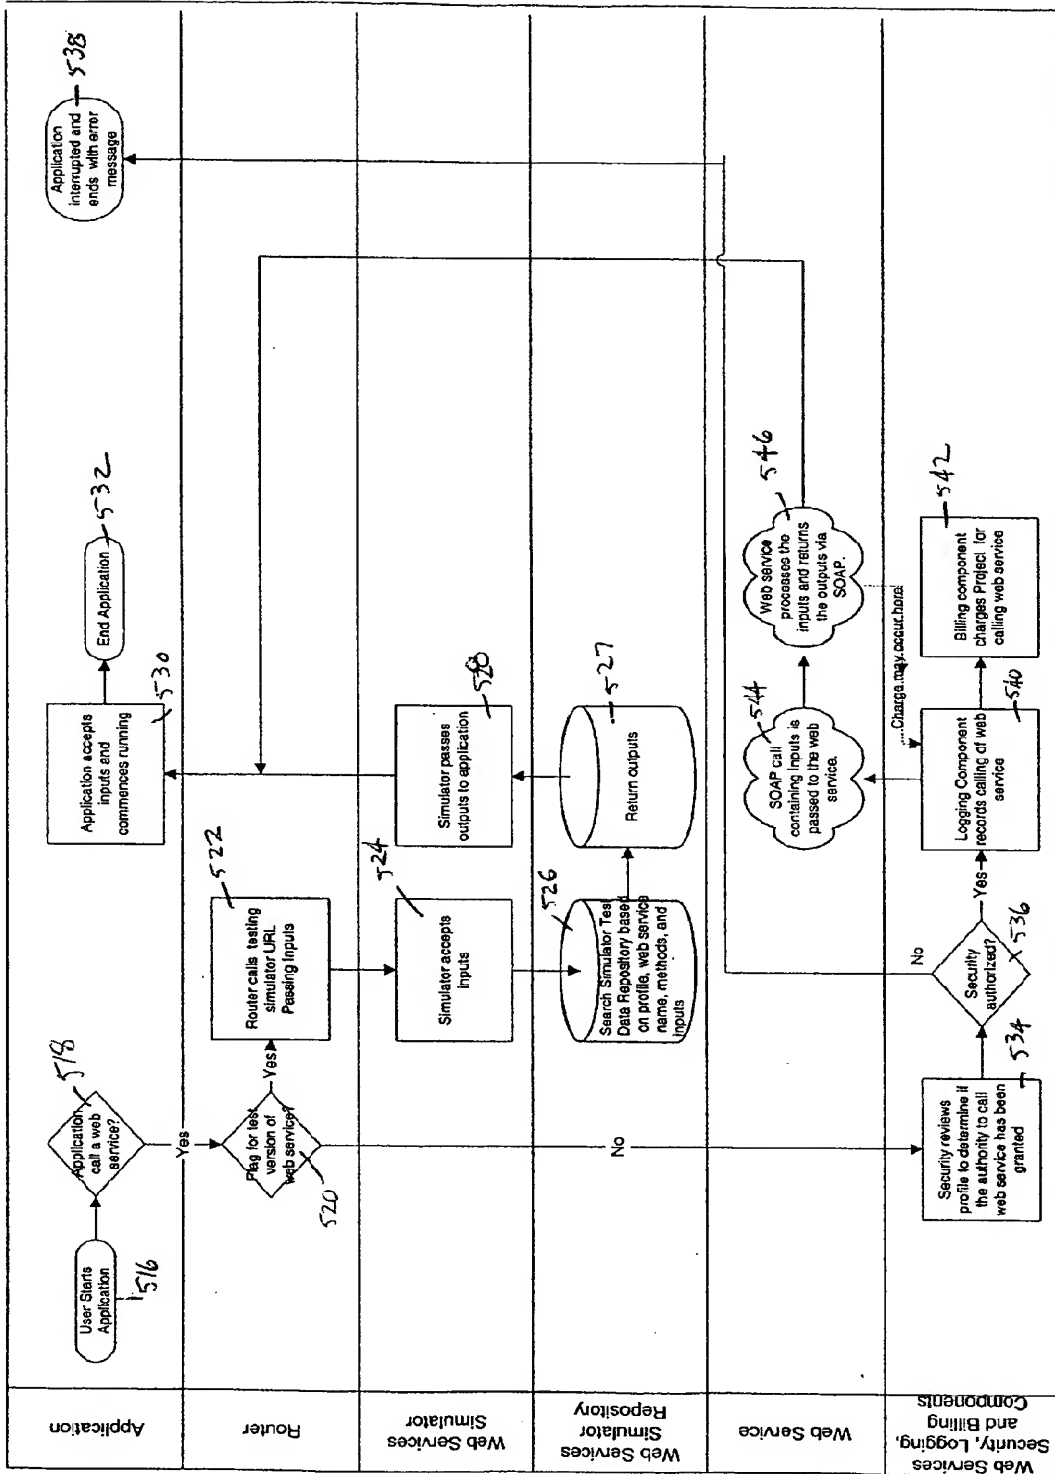 Application
User Starts
Application
516
Application
call a web
service?
518
Yes
Application accepts
inputs and
commences running
530
End Application
532
Application
interrupted and
ends with error
message
538
Router
Flag for test
version of
web service?
520
Yes
No
Router calls testing
simulator URL
Passing Inputs
522
Web Services
Simulator
Simulator accepts
inputs
524
Simulator passes
outputs to application
528
Web Services
Simulator
Repository
Search Simulator Test
Data Repository based
on profile, web service
name, methods, and
inputs
526
Return outputs
527
Web Service
SOAP call
containing inputs is
passed to the web
service.
544
Web service
processes the
inputs and returns
the outputs via
SOAP.
546
Charge may occur here
Web Services
Security, Logging,
and Billing
Components
Security reviews
profile to determine if
the authority to call
web service has been
granted
534
Security
authorized?
536
No
Yes
Logging Component
records calling of web
service
540
Billing component
charges Project for
calling web service
542